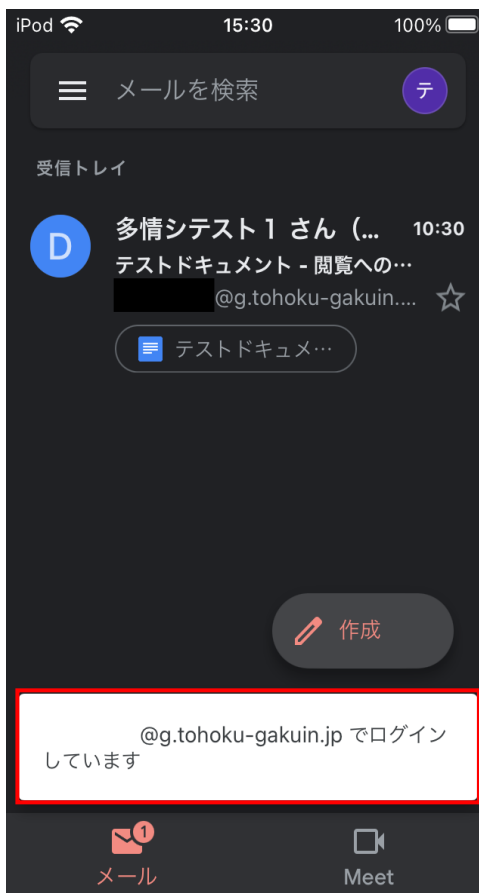 iPod 15:30 100%
メールを検索 テ
受信トレイ
D 多情シテスト1 さん (... 10:30
テストドキュメント - 閲覧への…
@g.tohoku-gakuin....
テストドキュメ…
作成
@g.tohoku-gakuin.jp でログイン
しています
1
メール Meet